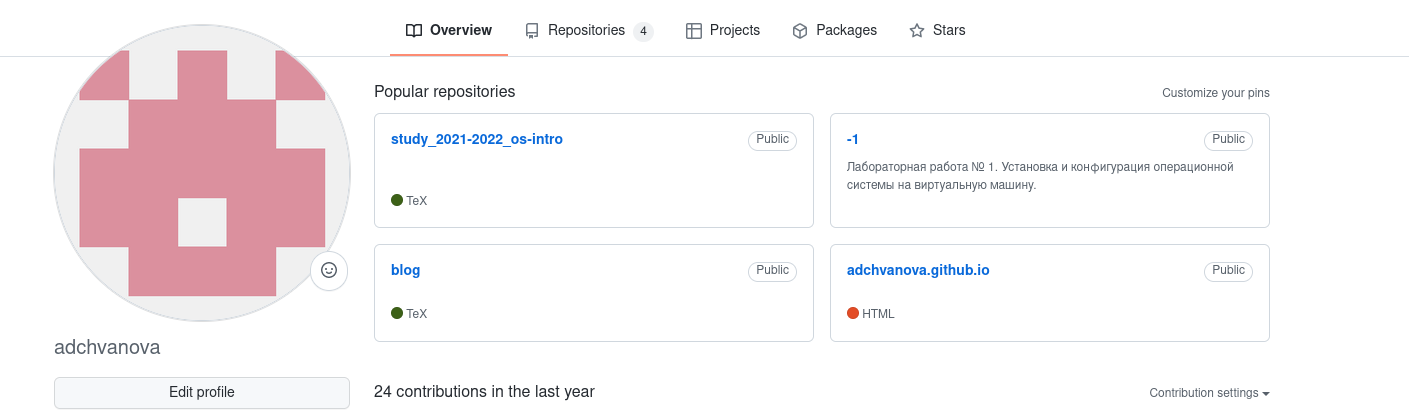 Overview
Repositories 4
Projects
Packages
Stars
Popular repositories
Customize your pins
study_2021-2022_os-intro
Public
TeX
-1
Public
Лабораторная работа № 1. Установка и конфигурация операционной
системы на виртуальную машину.
blog
Public
TeX
adchvanova.github.io
Public
HTML
adchvanova
Edit profile
24 contributions in the last year
Contribution settings